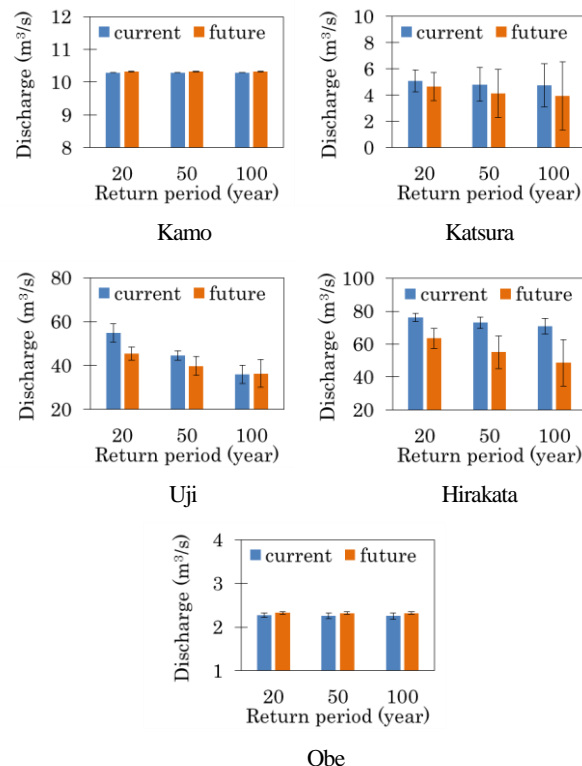 Discharge (m³/s)
12
11
10
9
8
current future
20 50 100
Return period (year)
Kamo
Discharge (m³/s)
10
8
6
4
2
0
current future
20 50 100
Return period (year)
Katsura
Discharge (m³/s)
80
60
40
20
current future
20 50 100
Return period (year)
Uji
Discharge (m³/s)
100
80
60
40
20
current future
20 50 100
Return period (year)
Hirakata
Discharge (m³/s)
4
3
2
1
current future
20 50 100
Return period (year)
Obe